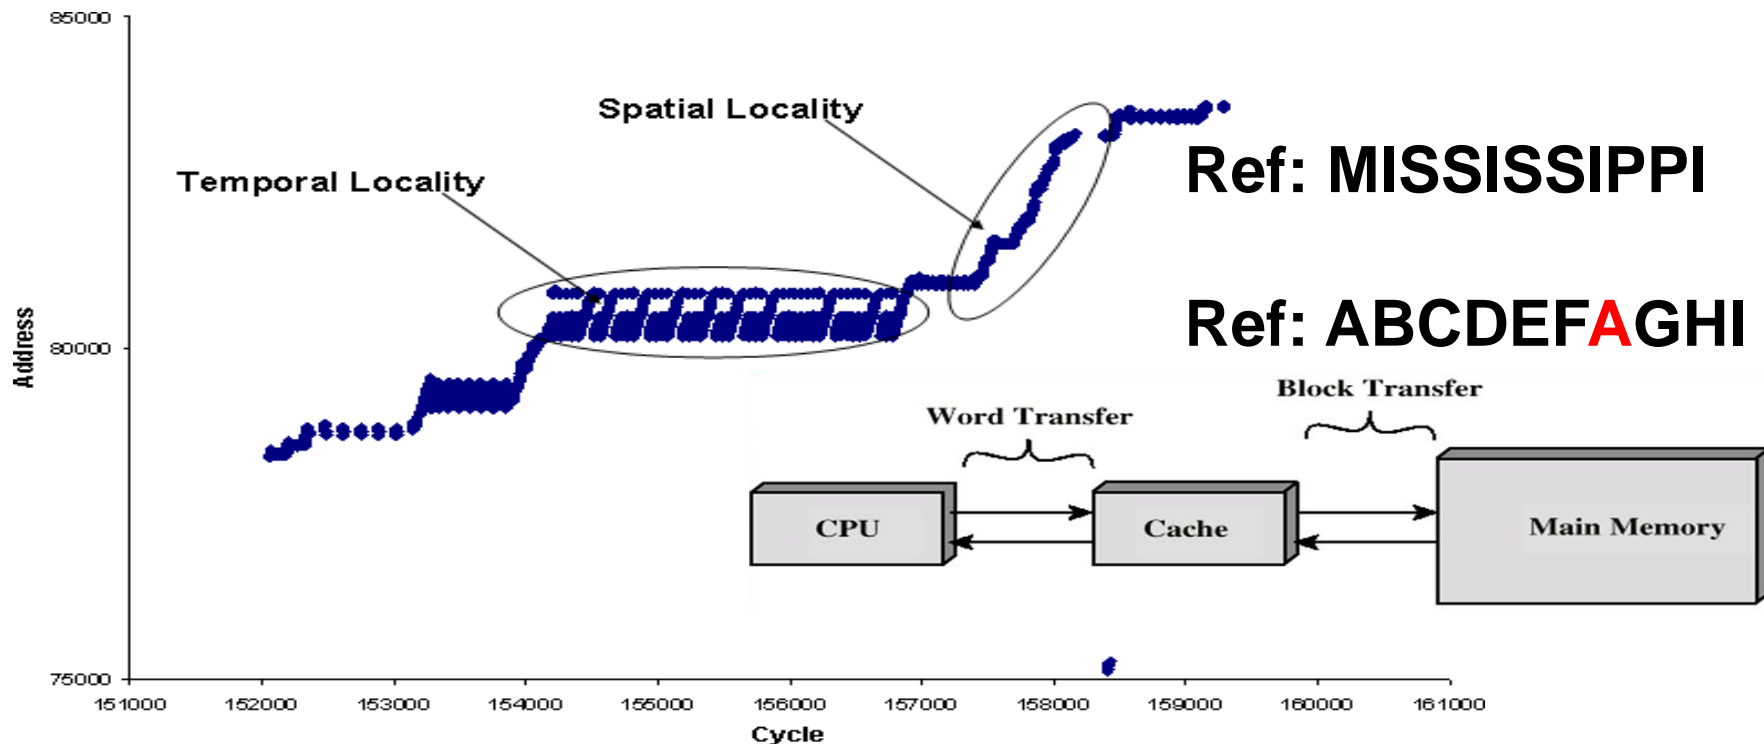 85000
Spatial Locality
Ref: MISSISSIPPI
Temporal Locality
Ref: ABCDEFAGHI
Address
80000
Block Transfer
Word Transfer
CPU
Cache
Main Memory
75000
151000 152000 153000 154000 155000 156000 157000 158000 159000 160000 161000
Cycle